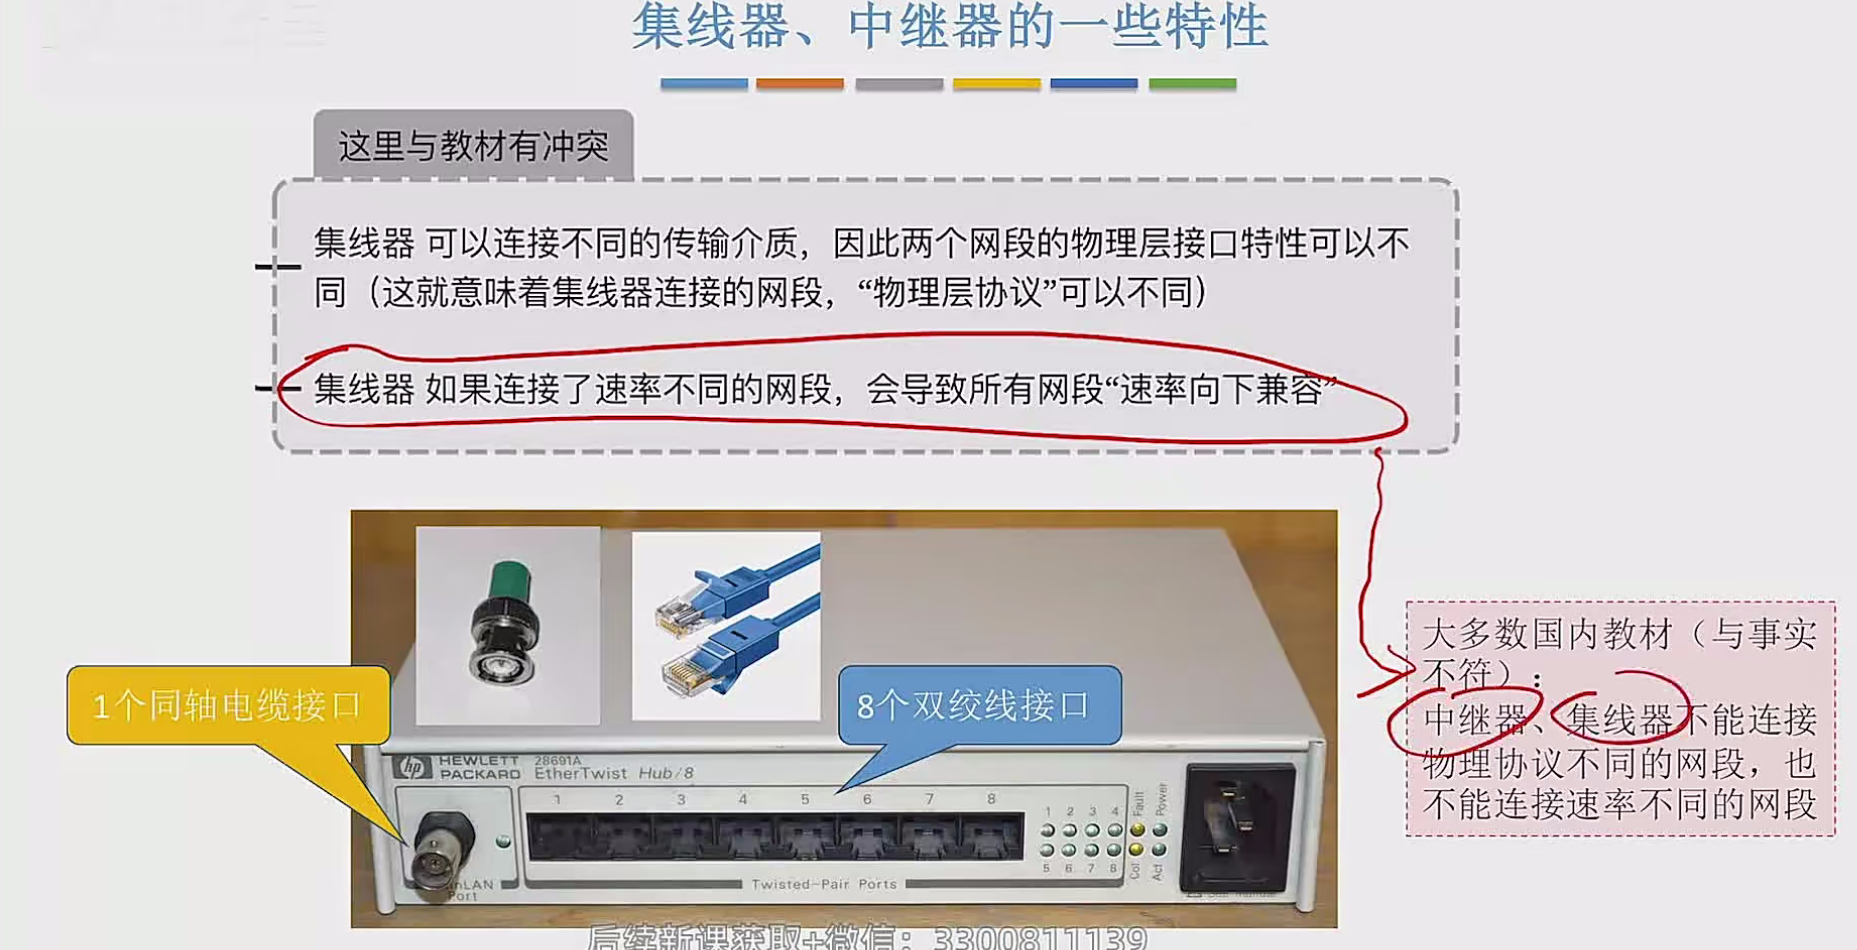 集线器、中继器的一些特性
这里与教材有冲突
集线器 可以连接不同的传输介质，因此两个网段的物理层接口特性可以不
同（这就意味着集线器连接的网段，“物理层协议”可以不同）
集线器 如果连接了速率不同的网段，会导致所有网段“速率向下兼容”
大多数国内教材（与事实
不符）：
中继器、集线器不能连接
物理协议不同的网段，也
不能连接速率不同的网段
1个同轴电缆接口
8个双绞线接口
hp HEWLETT PACKARD
28691A
EtherTwist Hub/8
1 2 3 4 5 6 7 8
1 2 3 4
5 6 7 8
Fault Power
Col Act
LAN
Port
Twisted-Pair Ports
后续新课获取+微信：3300811139